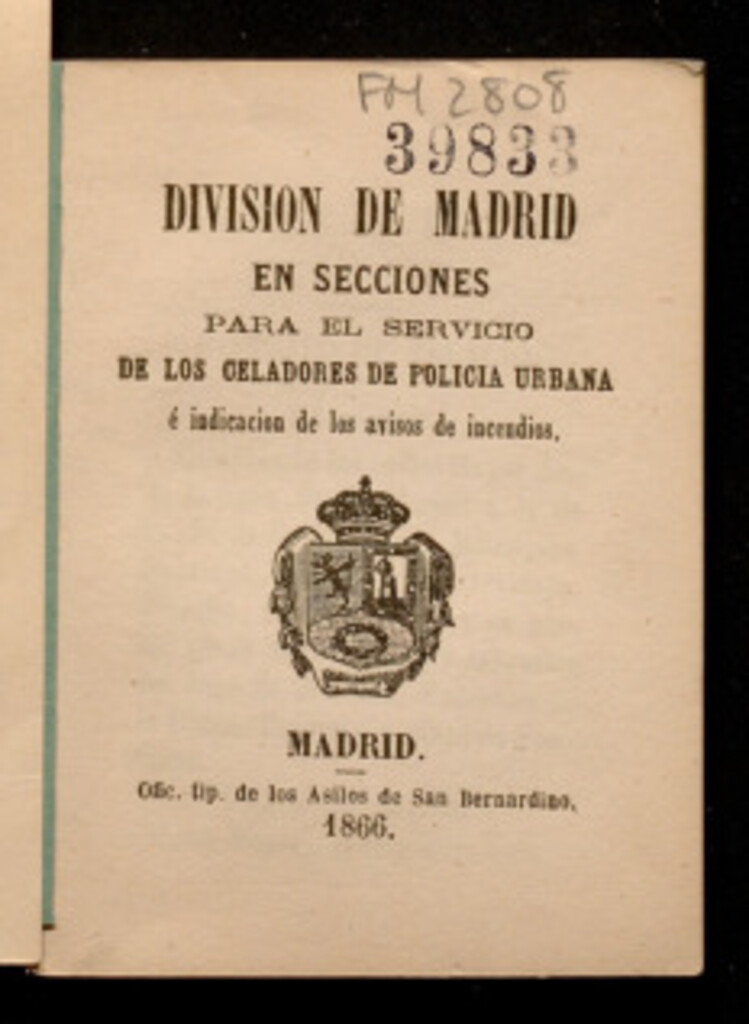 FM 2808
39833
DIVISION DE MADRID
EN SECCIONES
PARA EL SERVICIO
DE LOS CELADORES DE POLICIA URBANA
é indicacion de los avisos de incendios.
MADRID.
Ofic. tip. de los Asilos de San Bernardino,
1866.